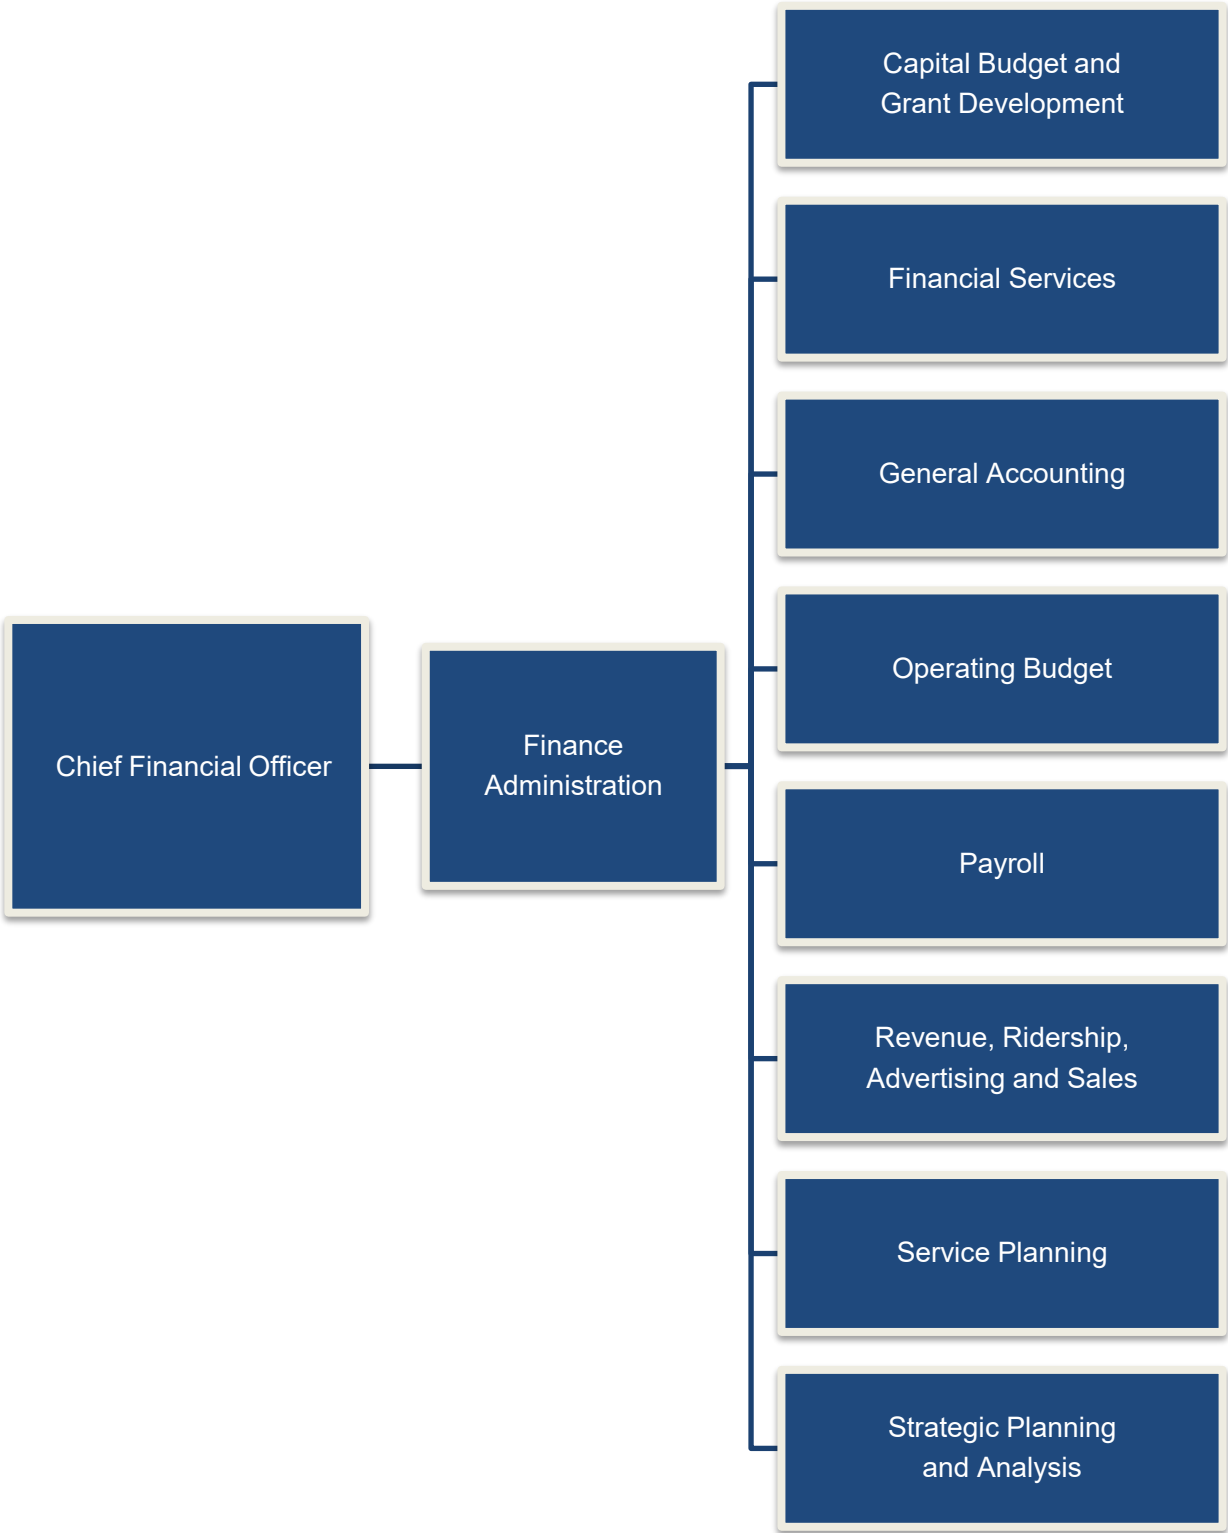 Capital Budget and
Grant Development
Financial Services
General Accounting
Operating Budget
Chief Financial Officer
Finance
Administration
Payroll
Revenue, Ridership,
Advertising and Sales
Service Planning
Strategic Planning
and Analysis